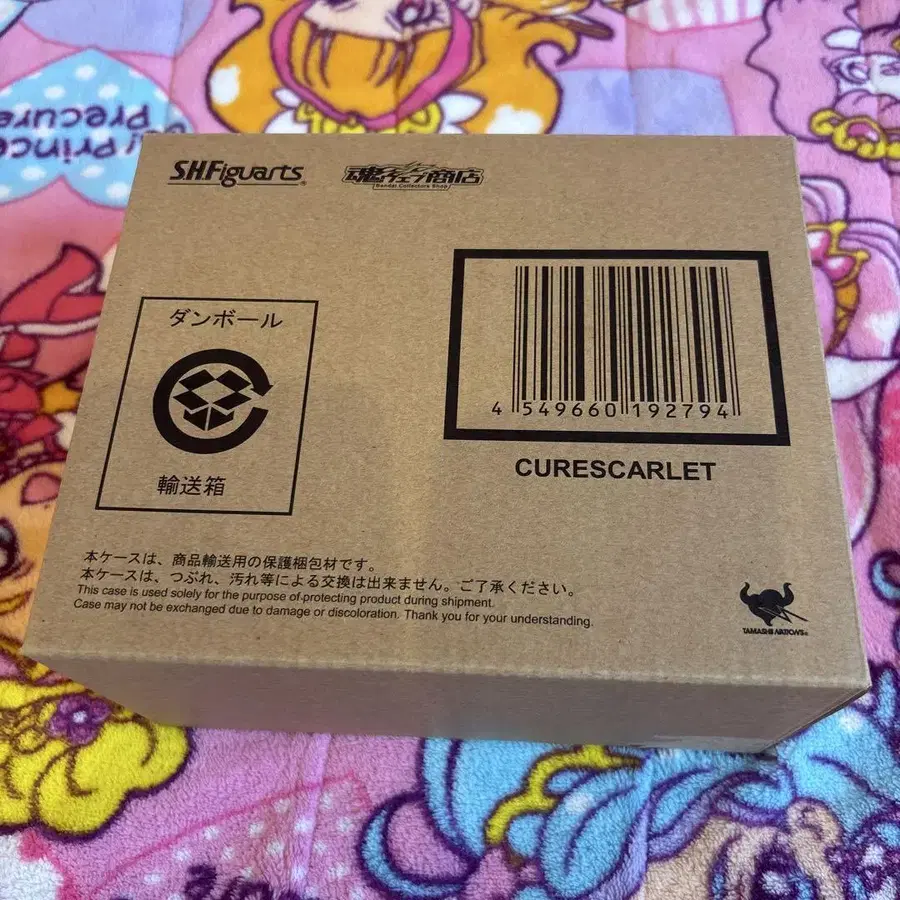 Princess
Precure
S.H.Figuarts
魂ウェブ商店
Bandai Collectors Shop
ダンボール
輸送箱
4 549660 192794
CURESCARLET
本ケースは、商品輸送用の保護梱包材です。
本ケースは、つぶれ、汚れ等による交換は出来ません。ご了承ください。
This case is used solely for the purpose of protecting product during shipment.
Case may not be exchanged due to damage or discoloration. Thank you for your understanding.
TAMASHII NATIONS